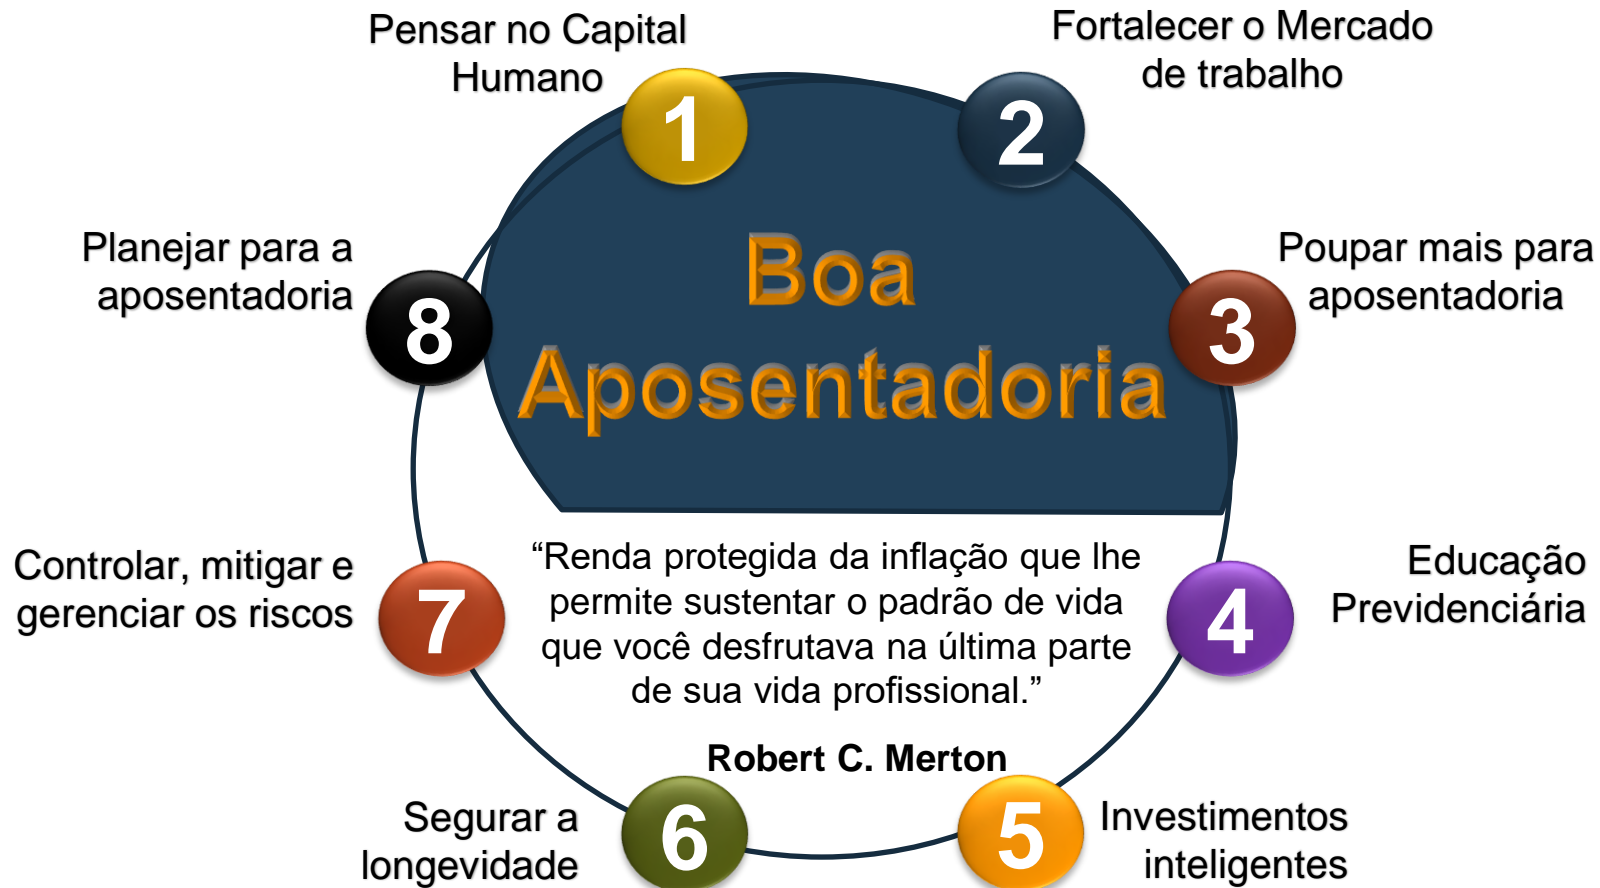 Pensar no Capital
Humano
1
Fortalecer o Mercado
de trabalho
2
Poupar mais para
aposentadoria
3
Educação
Previdenciária
4
Investimentos
inteligentes
5
Segurar a
longevidade
6
Controlar, mitigar e
gerenciar os riscos
7
Planejar para a
aposentadoria
8
Boa
Aposentadoria
“Renda protegida da inflação que lhe
permite sustentar o padrão de vida
que você desfrutava na última parte
de sua vida profissional.”
Robert C. Merton